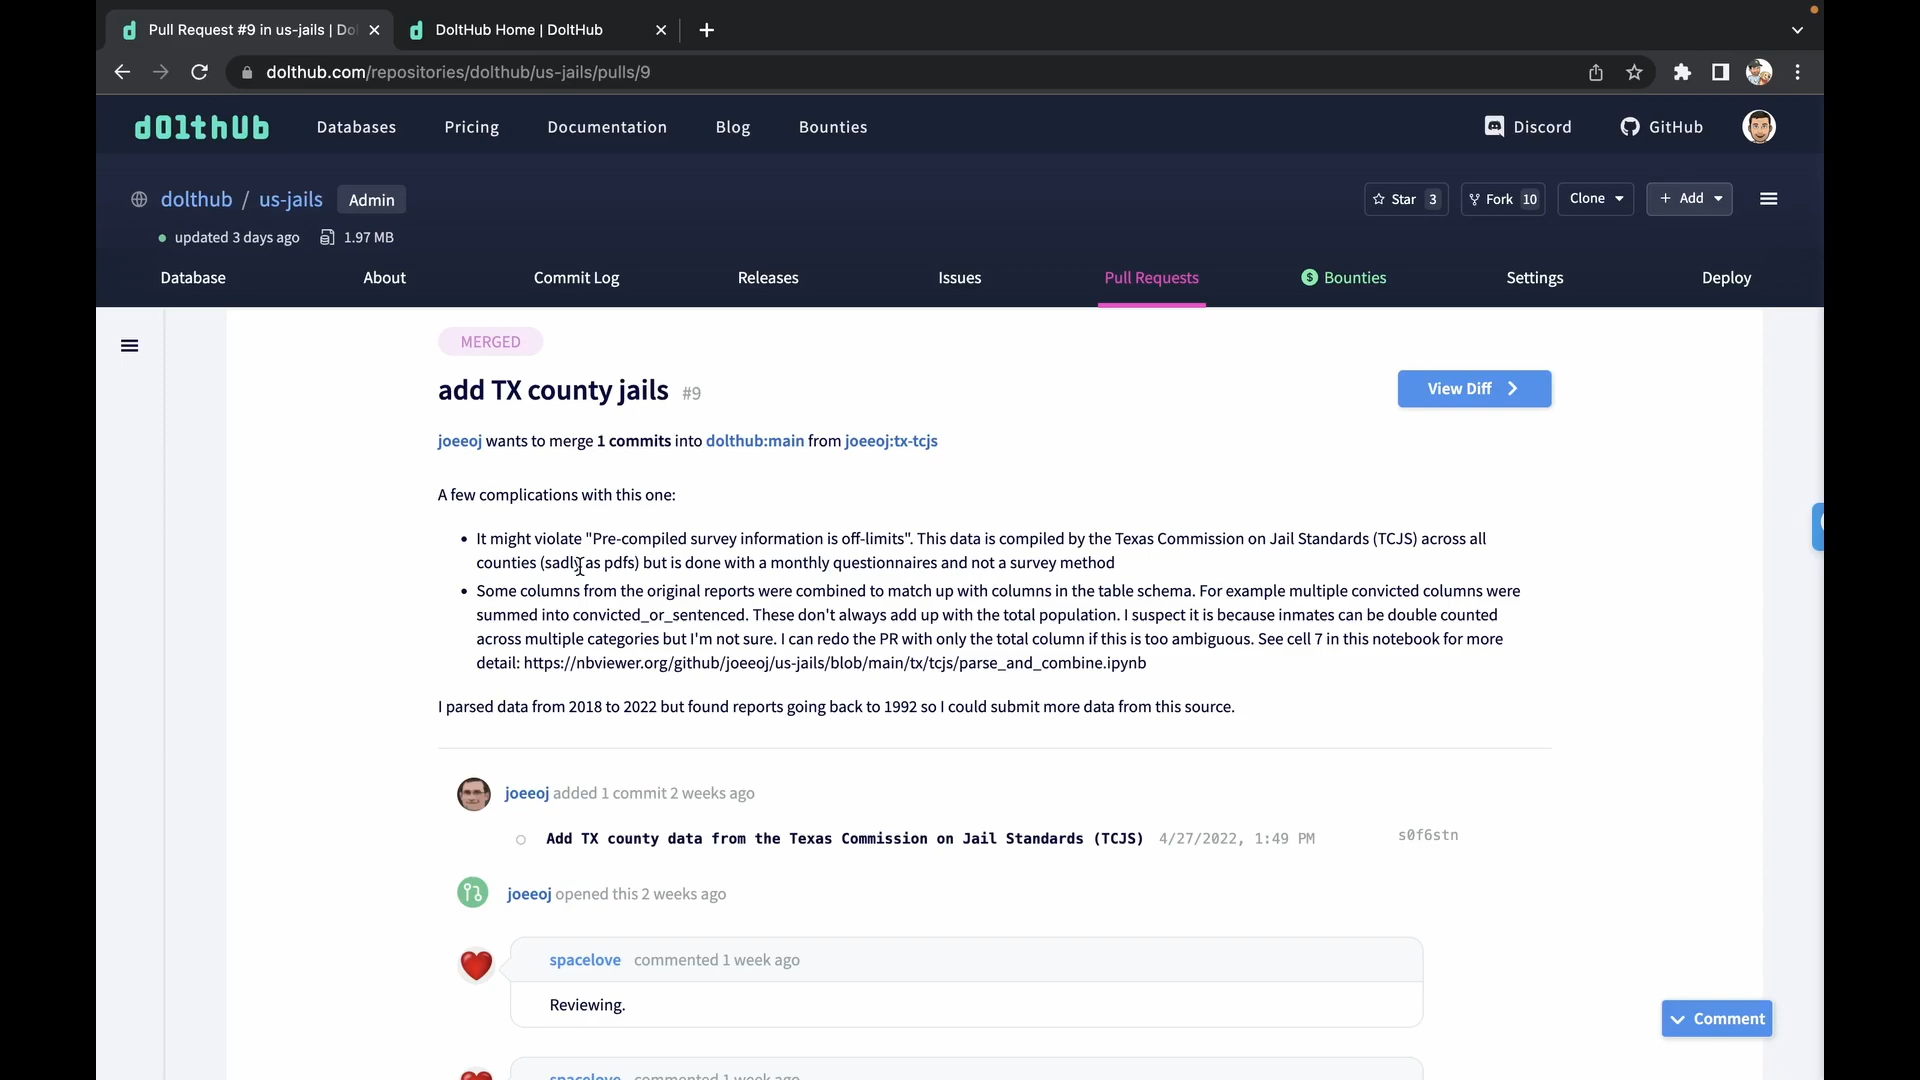 Pull Request #9 in us-jails | Dol
DoltHub Home | DoltHub
dolthub.com/repositories/dolthub/us-jails/pulls/9
dolthub
Databases
Pricing
Documentation
Blog
Bounties
Discord
GitHub
dolthub / us-jails
Admin
Star 3
Fork 10
Clone
+ Add
updated 3 days ago
1.97 MB
Database
About
Commit Log
Releases
Issues
Pull Requests
$ Bounties
Settings
Deploy
MERGED
add TX county jails #9
View Diff
joeeoj wants to merge 1 commits into dolthub:main from joeeoj:tx-tcjs
A few complications with this one:
• It might violate "Pre-compiled survey information is off-limits". This data is compiled by the Texas Commission on Jail Standards (TCJS) across all
counties (sadly as pdfs) but is done with a monthly questionnaires and not a survey method
• Some columns from the original reports were combined to match up with columns in the table schema. For example multiple convicted columns were
summed into convicted_or_sentenced. These don't always add up with the total population. I suspect it is because inmates can be double counted
across multiple categories but I'm not sure. I can redo the PR with only the total column if this is too ambiguous. See cell 7 in this notebook for more
detail: https://nbviewer.org/github/joeeoj/us-jails/blob/main/tx/tcjs/parse_and_combine.ipynb
I parsed data from 2018 to 2022 but found reports going back to 1992 so I could submit more data from this source.
joeeoj added 1 commit 2 weeks ago
Add TX county data from the Texas Commission on Jail Standards (TCJS) 4/27/2022, 1:49 PM
s0f6stn
joeeoj opened this 2 weeks ago
spacelove commented 1 week ago
Reviewing.
Comment
spacelove commented 1 week ago